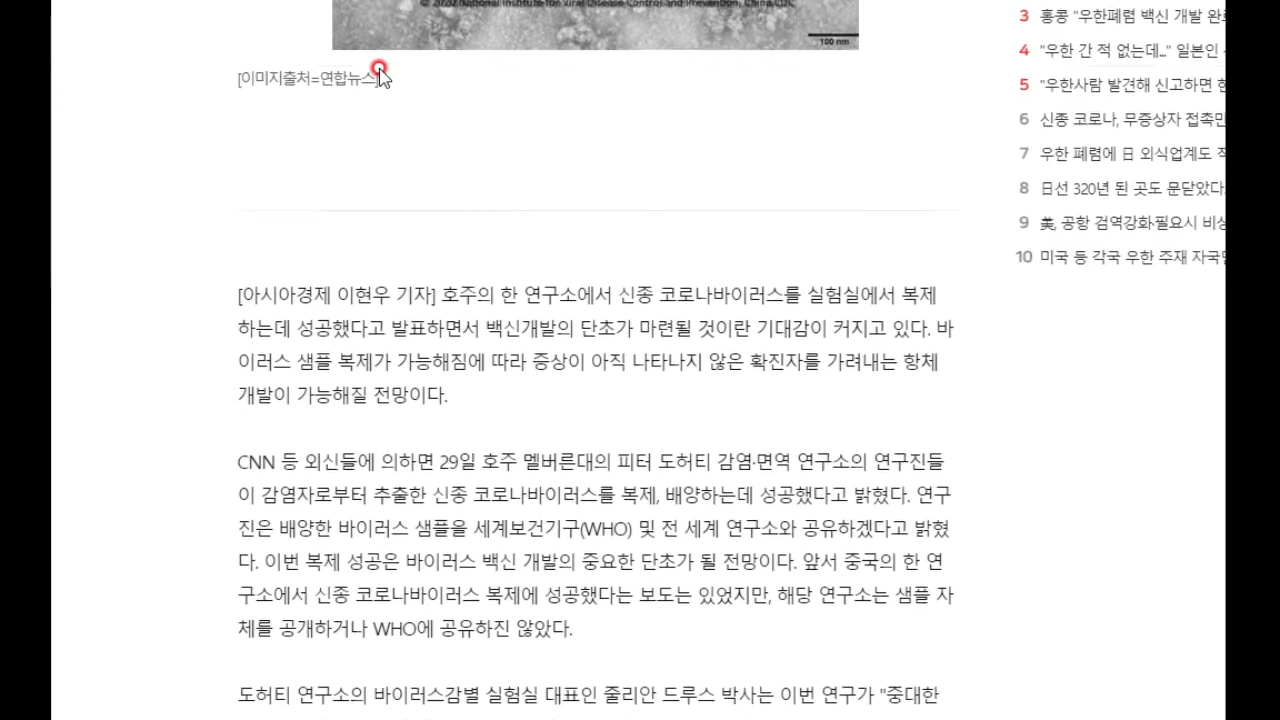 © 2020 National Institute for Viral Disease Control and Prevention, China CDC
100 nm
[이미지출처=연합뉴스]
[아시아경제 이현우 기자] 호주의 한 연구소에서 신종 코로나바이러스를 실험실에서 복제
하는데 성공했다고 발표하면서 백신개발의 단초가 마련될 것이란 기대감이 커지고 있다. 바
이러스 샘플 복제가 가능해짐에 따라 증상이 아직 나타나지 않은 확진자를 가려내는 항체
개발이 가능해질 전망이다.
CNN 등 외신들에 의하면 29일 호주 멜버른대의 피터 도허티 감염·면역 연구소의 연구진들
이 감염자로부터 추출한 신종 코로나바이러스를 복제, 배양하는데 성공했다고 밝혔다. 연구
진은 배양한 바이러스 샘플을 세계보건기구(WHO) 및 전 세계 연구소와 공유하겠다고 밝혔
다. 이번 복제 성공은 바이러스 백신 개발의 중요한 단초가 될 전망이다. 앞서 중국의 한 연
구소에서 신종 코로나바이러스 복제에 성공했다는 보도는 있었지만, 해당 연구소는 샘플 자
체를 공개하거나 WHO에 공유하진 않았다.
도허티 연구소의 바이러스감별 실험실 대표인 줄리안 드루스 박사는 이번 연구가 "중대한
3 홍콩 "우한폐렴 백신 개발
4 "우한 간 적 없는데..." 일본인
5 "우한사람 발견해 신고하면
6 신종 코로나, 무증상자
7 우한 폐렴에 日 외식업계도
8 日선 320년 된 곳도 문닫았다
9 美, 공항 검역강화·필요시
10 미국 등 각국 우한 주재